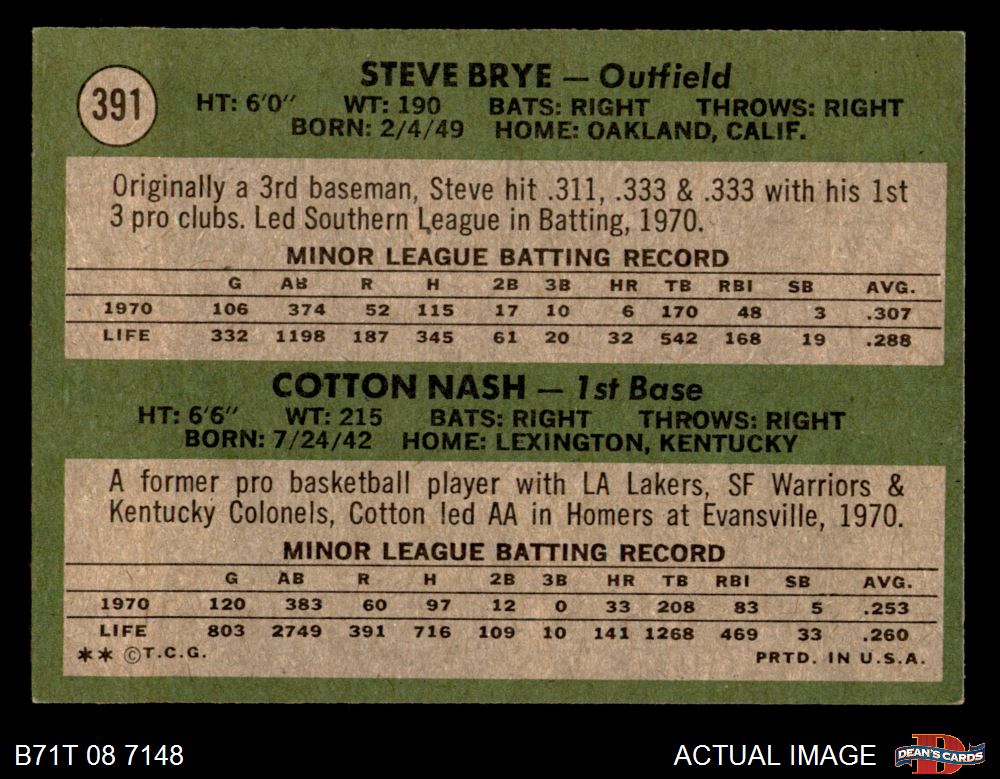 391
STEVE BRYE — Outfield
HT: 6'0" WT: 190 BATS: RIGHT THROWS: RIGHT
BORN: 2/4/49 HOME: OAKLAND, CALIF.
Originally a 3rd baseman, Steve hit .311, .333 & .333 with his 1st
3 pro clubs. Led Southern League in Batting, 1970.
MINOR LEAGUE BATTING RECORD
G AB R H 2B 3B HR TB RBI SB AVG.
1970 106 374 52 115 17 10 6 170 48 3 .307
LIFE 332 1198 187 345 61 20 32 542 168 19 .288
COTTON NASH — 1st Base
HT: 6'6" WT: 215 BATS: RIGHT THROWS: RIGHT
BORN: 7/24/42 HOME: LEXINGTON, KENTUCKY
A former pro basketball player with LA Lakers, SF Warriors &
Kentucky Colonels, Cotton led AA in Homers at Evansville, 1970.
MINOR LEAGUE BATTING RECORD
G AB R H 2B 3B HR TB RBI SB AVG.
1970 120 383 60 97 12 0 33 208 83 5 .253
LIFE 803 2749 391 716 109 10 141 1268 469 33 .260
** ©T.C.G. PRTD. IN U.S.A.
B71T 08 7148 ACTUAL IMAGE DEAN'S CARDS